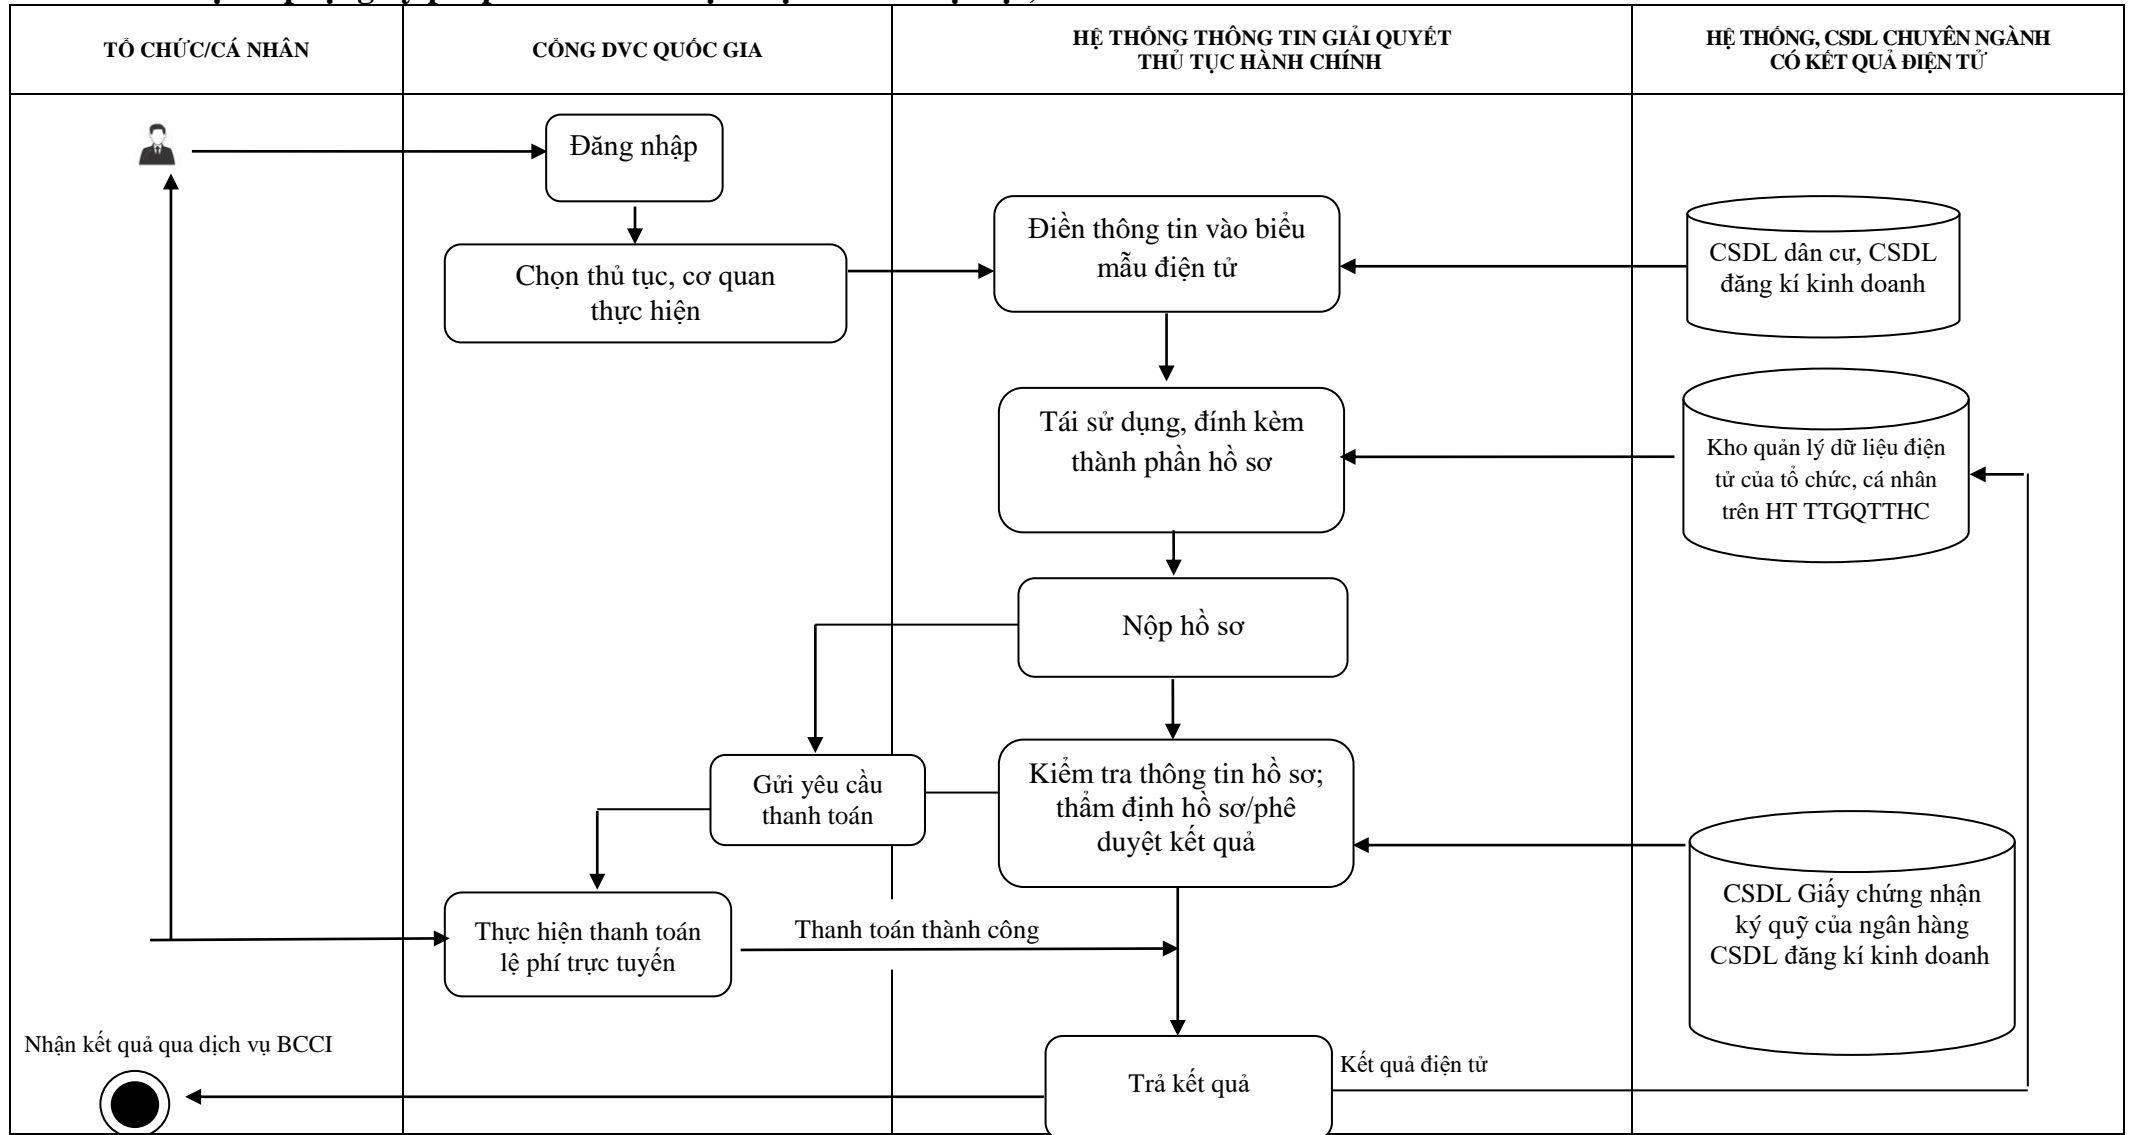 TỔ CHỨC/CÁ NHÂN
CỔNG DVC QUỐC GIA
HỆ THỐNG THÔNG TIN GIẢI QUYẾT
THỦ TỤC HÀNH CHÍNH
HỆ THỐNG, CSDL CHUYÊN NGÀNH
CÓ KẾT QUẢ ĐIỆN TỬ
Đăng nhập
Chọn thủ tục, cơ quan
thực hiện
Điền thông tin vào biểu
mẫu điện tử
CSDL dân cư, CSDL
đăng kí kinh doanh
Tái sử dụng, đính kèm
thành phần hồ sơ
Kho quản lý dữ liệu điện
tử của tổ chức, cá nhân
trên HT TTGQTTHC
Nộp hồ sơ
Gửi yêu cầu
thanh toán
Kiểm tra thông tin hồ sơ;
thẩm định hồ sơ/phê
duyệt kết quả
CSDL Giấy chứng nhận
ký quỹ của ngân hàng
CSDL đăng kí kinh doanh
Thực hiện thanh toán
lệ phí trực tuyến
Thanh toán thành công
Nhận kết quả qua dịch vụ BCCI
Trả kết quả
Kết quả điện tử